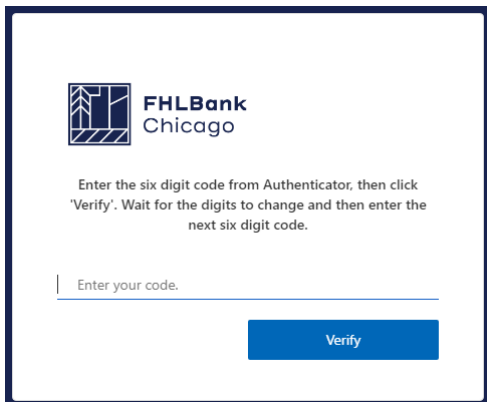 FHLBank
Chicago
Enter the six digit code from Authenticator, then click
'Verify'. Wait for the digits to change and then enter the
next six digit code.
Enter your code.
Verify